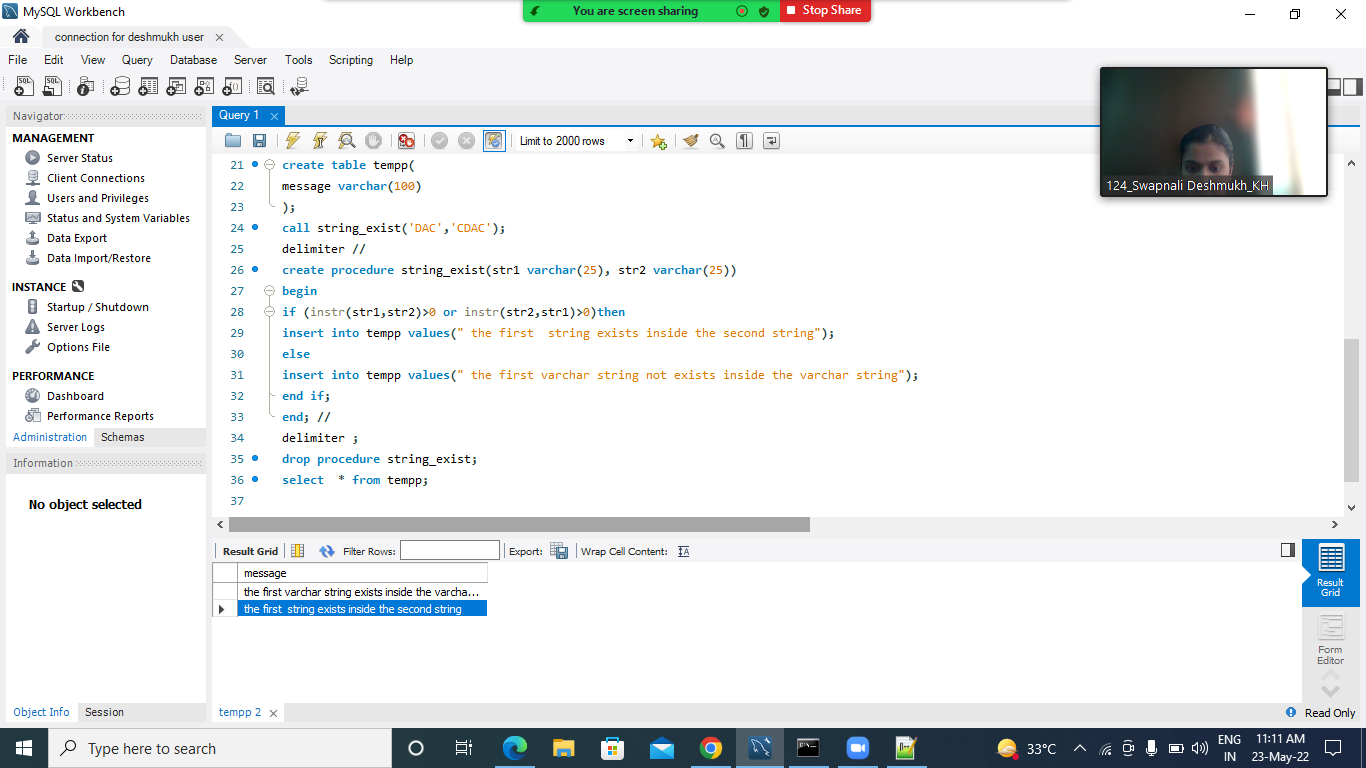 MySQL Workbench
You are screen sharing
Stop Share
connection for deshmukh user
File Edit View Query Database Server Tools Scripting Help
Navigator
MANAGEMENT
Server Status
Client Connections
Users and Privileges
Status and System Variables
Data Export
Data Import/Restore
INSTANCE
Startup / Shutdown
Server Logs
Options File
PERFORMANCE
Dashboard
Performance Reports
Administration Schemas
Information
No object selected
Object Info Session
Query 1
Limit to 2000 rows
124_Swapnali Deshmukh_KH
21 create table tempp(
22 message varchar(100)
23 );
24 call string_exist('DAC','CDAC');
25 delimiter //
26 create procedure string_exist(str1 varchar(25), str2 varchar(25))
27 begin
28 if (instr(str1,str2)>0 or instr(str2,str1)>0)then
29 insert into tempp values(" the first  string exists inside the second string");
30 else
31 insert into tempp values(" the first varchar string not exists inside the varchar string");
32 end if;
33 end; //
34 delimiter ;
35 drop procedure string_exist;
36 select  * from tempp;
37
Result Grid Filter Rows: Export: Wrap Cell Content:
message
the first varchar string exists inside the varcha...
the first  string exists inside the second string
Result
Grid
Form
Editor
tempp 2
Read Only
Type here to search
33°C
ENG
IN
11:11 AM
23-May-22